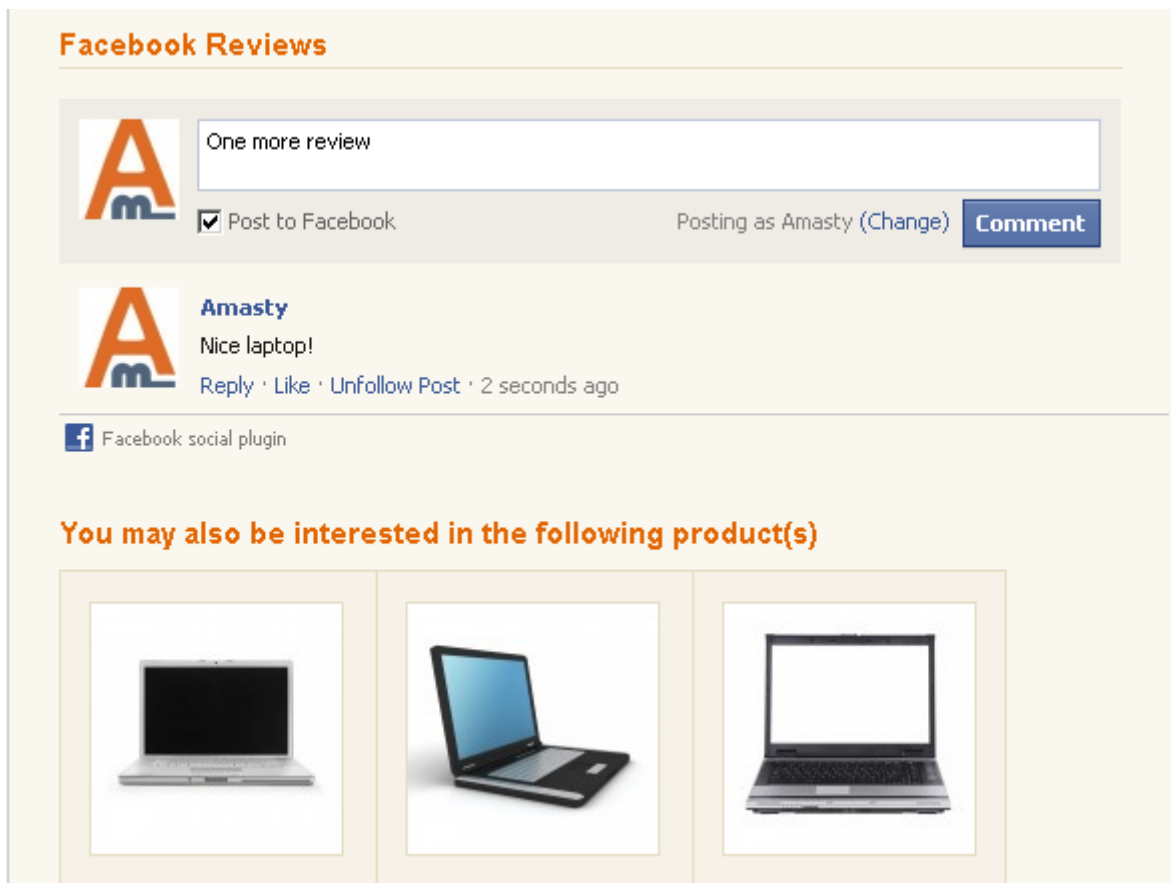 Facebook Reviews
One more review
Post to Facebook
Posting as Amasty (Change) Comment
Amasty
Nice laptop!
Reply · Like · Unfollow Post · 2 seconds ago
Facebook social plugin
You may also be interested in the following product(s)